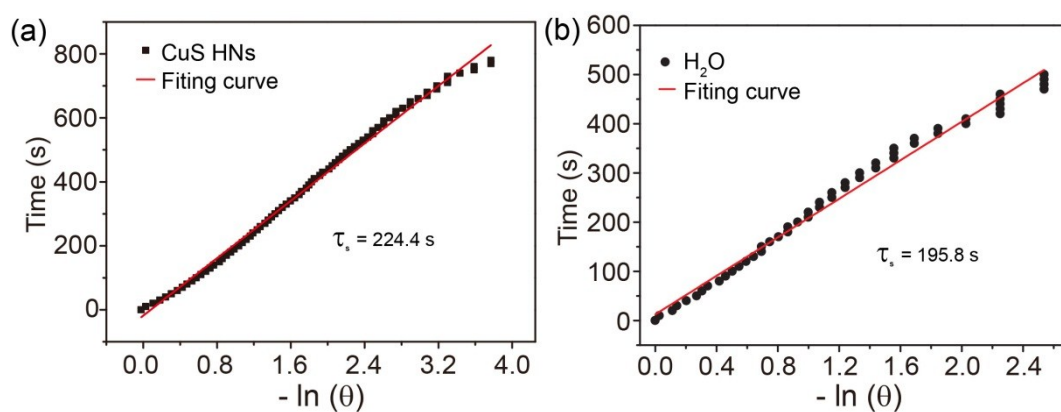 (a)
CuS HNs
Fiting curve
Time (s)
800
600
400
200
0
τs = 224.4 s
0.0 0.8 1.6 2.4 3.2 4.0
- ln (θ)
(b)
H2O
Fiting curve
Time (s)
600
500
400
300
200
100
0
τs = 195.8 s
0.0 0.4 0.8 1.2 1.6 2.0 2.4
- ln (θ)